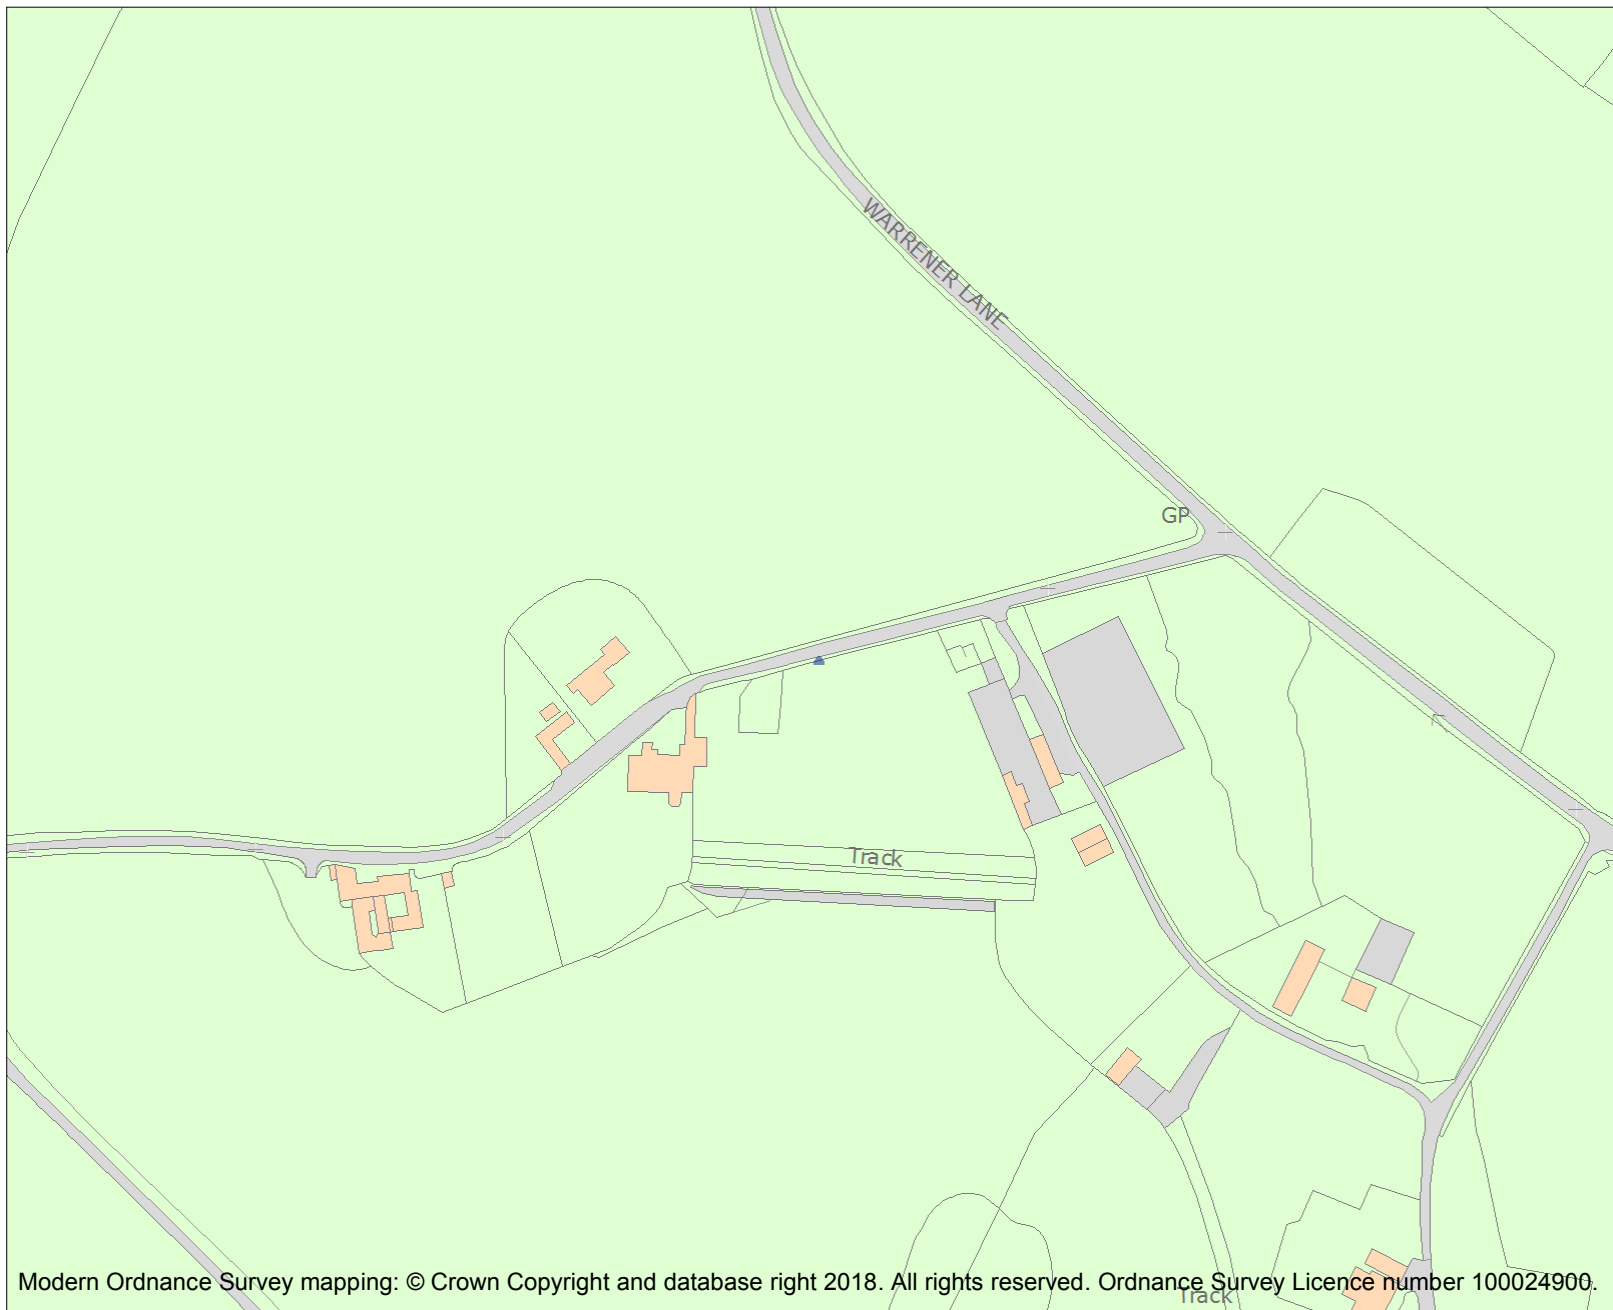 WARRENER LANE
GP
Track
Modern Ordnance Survey mapping: © Crown Copyright and database right 2018. All rights reserved. Ordnance Survey Licence number 100024900.
Track